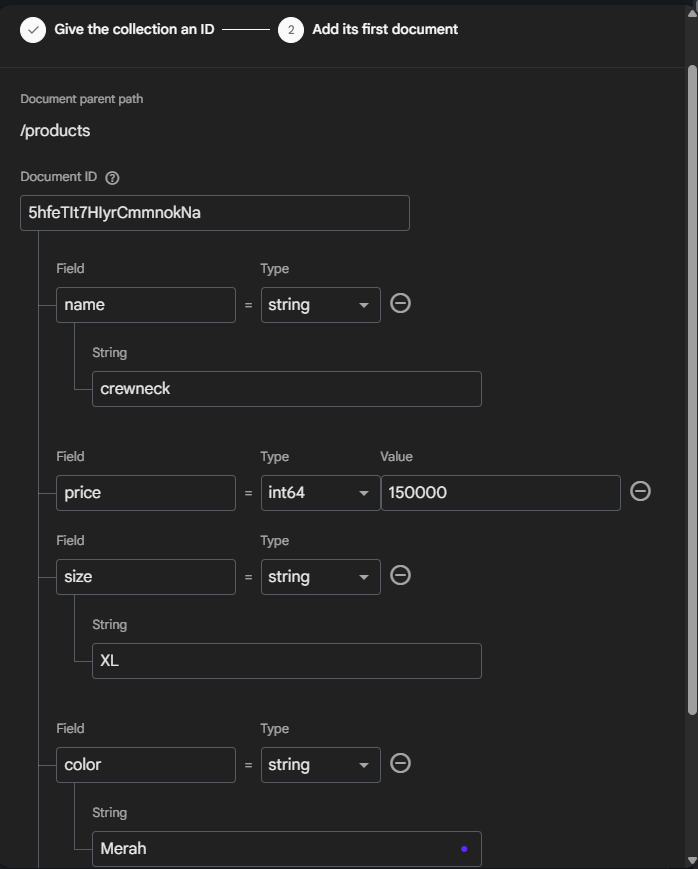 Give the collection an ID
2 Add its first document
Document parent path
/products
Document ID ?
5hfeTIt7HIyrCmmnokNa
Field Type
name = string
String
crewneck
Field Type Value
price = int64 150000
Field Type
size = string
String
XL
Field Type
color = string
String
Merah